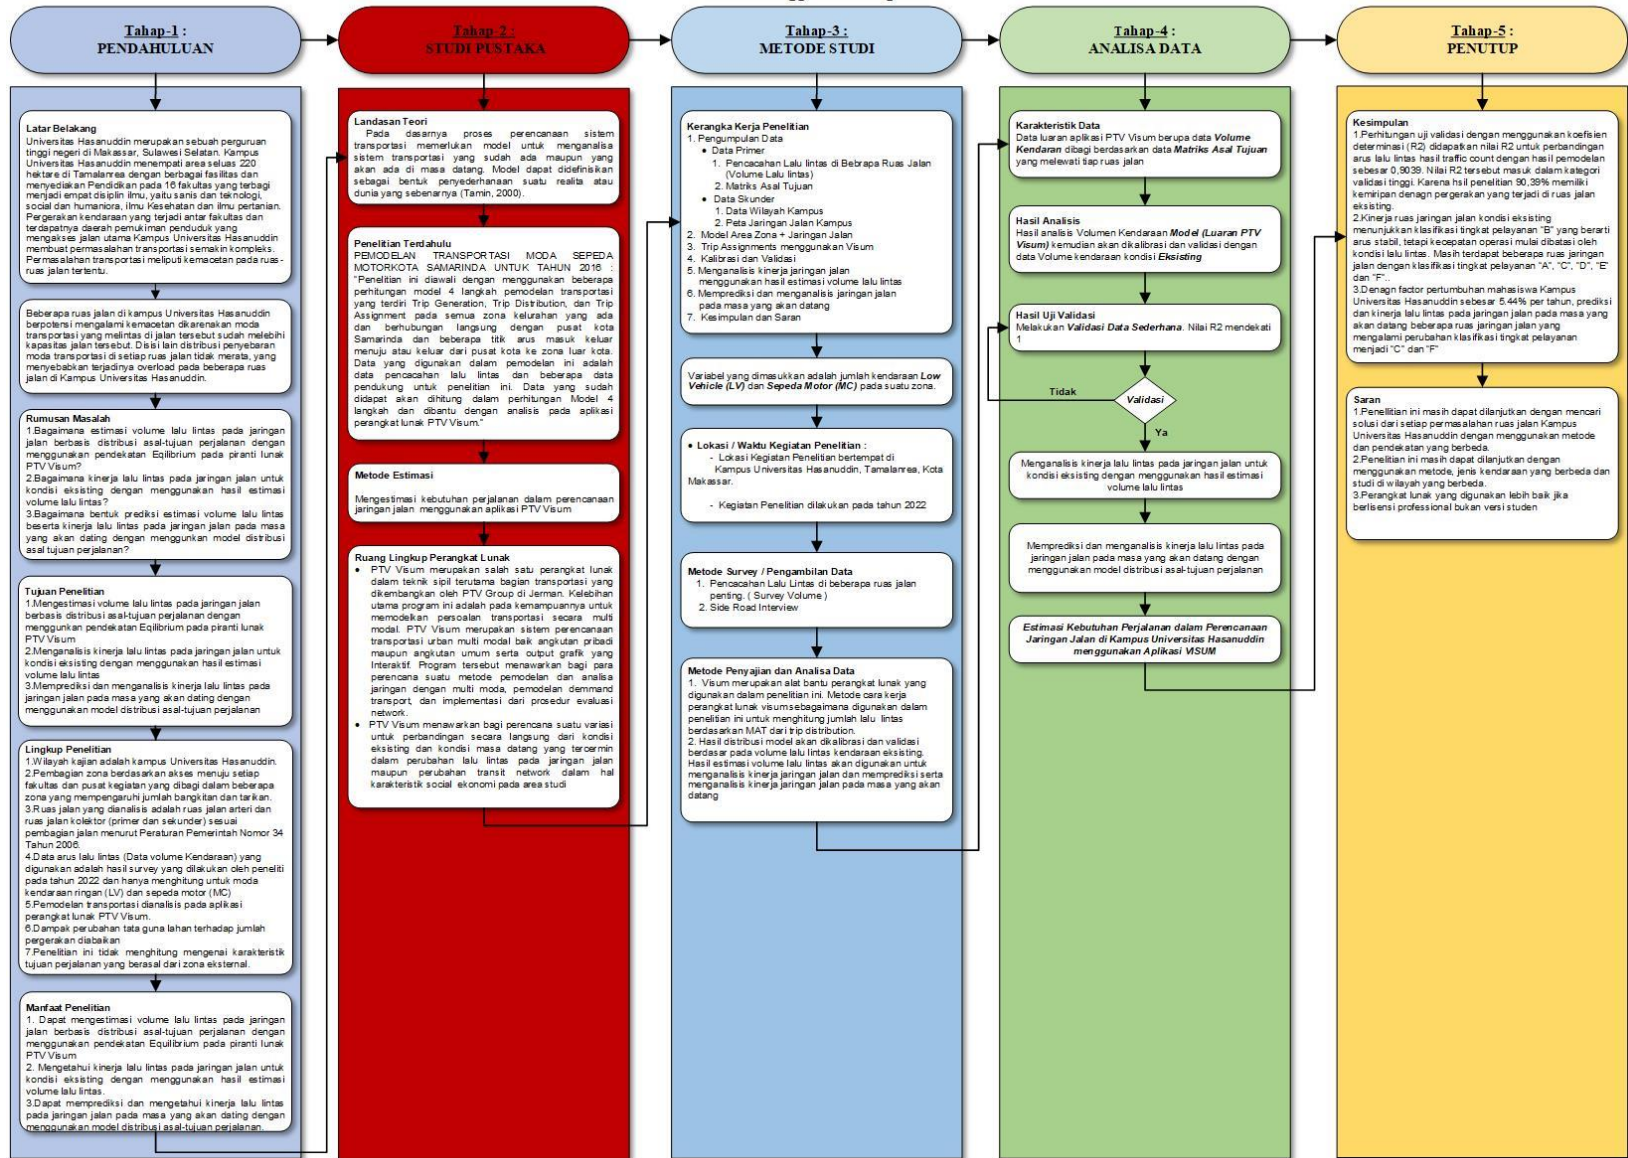 Tahap-1 :
PENDAHULUAN
Tahap-2 :
STUDI PUSTAKA
Tahap-3 :
METODE STUDI
Tahap-4 :
ANALISA DATA
Tahap-5 :
PENUTUP
Latar Belakang
Universitas Hasanuddin merupakan sebuah perguruan
tinggi negeri di Makassar, Sulawesi Selatan. Kampus
Universitas Hasanuddin menempati area seluas 220
hektare di Tamalanrea dengan berbagai fasilitas dan
menyediakan Pendidikan pada 16 fakultas yang terbagi
menjadi empat disiplin ilmu, yaitu sanis dan teknologi,
social dan humaniora, ilmu Kesehatan dan ilmu pertanian.
Pergerakan kendaraan yang terjadi antar fakultas dan
terdapatnya daerah pemukiman penduduk yang
mengakses jalan utama Kampus Universitas Hasanuddin
membuat permasalahan transportasi semakin kompleks.
Permasalahan transportasi meliputi kemacetan pada ruas-
ruas jalan tertentu.
Beberapa ruas jalan di kampus Universitas Hasanuddin
berpotensi mengalami kemacetan dikarenakan moda
transportasi yang melintas di jalan tersebut sudah melebihi
kapasitas jalan tersebut. Disisi lain distribusi penyebaran
moda transportasi di setiap ruas jalan tidak merata, yang
menyebabkan terjadinya overload pada beberapa ruas
jalan di Kampus Universitas Hasanuddin.
Rumusan Masalah
1.Bagaimana estimasi volume lalu lintas pada jaringan
jalan berbasis distribusi asal-tujuan perjalanan dengan
menggunakan pendekatan Eqilibrium pada piranti lunak
PTV Visum?
2.Bagaimana kinerja lalu lintas pada jaringan jalan untuk
kondisi eksisting dengan menggunakan hasil estimasi
volume lalu lintas?
3.Bagaimana bentuk prediksi estimasi volume lalu lintas
beserta kinerja lalu lintas pada jaringan jalan pada masa
yang akan dating dengan menggunkan model distribusi
asal tujuan perjalanan?
Tujuan Penelitian
1.Mengestimasi volume lalu lintas pada jaringan jalan
berbasis distribusi asal-tujuan perjalanan dengan
menggunkan pendekatan Eqilibrium pada piranti lunak
PTV Visum
2.Menganalisis kinerja lalu lintas pada jaringan jalan untuk
kondisi eksisting dengan menggunakan hasil estimasi
volume lalu lintas
3.Memprediksi dan menganalisis kinerja lalu lintas pada
jaringan jalan pada masa yang akan dating dengan
menggunakan model distribusi asal-tujuan perjalanan
Lingkup Penelitian
1.Wilayah kajian adalah kampus Universitas Hasanuddin.
2.Pembagian zona berdasarkan akses menuju setiap
fakultas dan pusat kegiatan yang dibagi dalam beberapa
zona yang mempengaruhi jumlah bangkitan dan tarikan.
3.Ruas jalan yang dianalisis adalah ruas jalan arteri dan
ruas jalan kolektor (primer dan sekunder) sesuai
pembagian jalan menurut Peraturan Pemerintah Nomor 34
Tahun 2006.
4.Data arus lalu lintas (Data volume Kendaraan) yang
digunakan adalah hasil survey yang dilakukan oleh peneliti
pada tahun 2022 dan hanya menghitung untuk moda
kendaraan ringan (LV) dan sepeda motor (MC)
5.Pemodelan transportasi dianalisis pada aplikasi
perangkat lunak PTV Visum.
6.Dampak perubahan tata guna lahan terhadap jumlah
pergerakan diabaikan
7.Penelitian ini tidak menghitung mengenai karakteristik
tujuan perjalanan yang berasal dari zona eksternal.
Manfaat Penelitian
1. Dapat mengestimasi volume lalu lintas pada jaringan
jalan berbasis distribusi asal-tujuan perjalanan dengan
menggunakan pendekatan Equilibrium pada piranti lunak
PTV Visum
2. Mengetahui kinerja lalu lintas pada jaringan jalan untuk
kondisi eksisting dengan menggunakan hasil estimasi
volume lalu lintas.
3.Dapat memprediksi dan mengetahui kinerja lalu lintas
pada jaringan jalan pada masa yang akan dating dengan
menggunakan model distribusi asal-tujuan perjalanan.
Landasan Teori
Pada dasarnya proses perencanaan sistem
transportasi memerlukan model untuk menganalisa
sistem transportasi yang sudah ada maupun yang
akan ada di masa datang. Model dapat didefinisikan
sebagai bentuk penyederhanaan suatu realita atau
dunia yang sebenarnya (Tamin, 2000).
Penelitian Terdahulu
PEMODELAN TRANSPORTASI MODA SEPEDA
MOTORKOTA SAMARINDA UNTUK TAHUN 2016 :
"Penelitian ini diawali dengan menggunakan beberapa
perhitungan model 4 langkah pemodelan transportasi
yang terdiri Trip Generation, Trip Distribution, dan Trip
Assignment pada semua zona kelurahan yang ada
dan berhubungan langsung dengan pusat kota
Samarinda dan beberapa titik arus masuk keluar
menuju atau keluar dari pusat kota ke zona luar kota.
Data yang digunakan dalam pemodelan ini adalah
data pencacahan lalu lintas dan beberapa data
pendukung untuk penelitian ini. Data yang sudah
didapat akan dihitung dalam perhitungan Model 4
langkah dan dibantu dengan analisis pada aplikasi
perangkat lunak PTV Visum."
Metode Estimasi
Mengestimasi kebutuhan perjalanan dalam perencanaan
jaringan jalan menggunakan aplikasi PTV Visum
Ruang Lingkup Perangkat Lunak
• PTV Visum merupakan salah satu perangkat lunak
dalam teknik sipil terutama bagian transportasi yang
dikembangkan oleh PTV Group di Jerman. Kelebihan
utama program ini adalah pada kemampuannya untuk
memodelkan persoalan transportasi secara multi
modal. PTV Visum merupakan sistem perencanaan
transportasi urban multi modal baik angkutan pribadi
maupun angkutan umum serta output grafik yang
Interaktif. Program tersebut menawarkan bagi para
perencana suatu metode pemodelan dan analisa
jaringan dengan multi moda, pemodelan demmand
transport, dan implementasi dari prosedur evaluasi
network.
• PTV Visum menawarkan bagi perencana suatu variasi
untuk perbandingan secara langsung dari kondisi
eksisting dan kondisi masa datang yang tercermin
dalam perubahan lalu lintas pada jaringan jalan
maupun perubahan transit network dalam hal
karakteristik social ekonomi pada area studi
Kerangka Kerja Penelitian
1. Pengumpulan Data
• Data Primer
1. Pencacahan Lalu lintas di Bebrapa Ruas Jalan
(Volume Lalu lintas)
2. Matriks Asal Tujuan
• Data Skunder
1. Data Wilayah Kampus
2. Peta Jaringan Jalan Kampus
2. Model Area Zona + Jaringan Jalan
3. Trip Assignments menggunakan Visum
4. Kalibrasi dan Validasi
5. Menganalisis kinerja jaringan jalan
menggunakan hasil estimasi volume lalu lintas
6. Memprediksi dan menganalisis jaringan jalan
pada masa yang akan datang
7. Kesimpulan dan Saran
Variabel yang dimasukkan adalah jumlah kendaraan Low
Vehicle (LV) dan Sepeda Motor (MC) pada suatu zona.
• Lokasi / Waktu Kegiatan Penelitian :
- Lokasi Kegiatan Penelitian bertempat di
Kampus Universitas Hasanuddin, Tamalanrea, Kota
Makassar.
- Kegiatan Penelitian dilakukan pada tahun 2022
Metode Survey / Pengambilan Data
1. Pencacahan Lalu Lintas di beberapa ruas jalan
penting. ( Survey Volume )
2. Side Road Interview
Metode Penyajian dan Analisa Data
1. Visum merupakan alat bantu perangkat lunak yang
digunakan dalam penelitian ini. Metode cara kerja
perangkat lunak visum sebagaimana digunakan dalam
penelitian ini untuk menghitung jumlah lalu lintas
berdasarkan MAT dari trip distribution.
2. Hasil distribusi model akan dikalibrasi dan validasi
berdasar pada volume lalu lintas kendaraan eksisting.
Hasil estimasi volume lalu lintas akan digunakan untuk
menganalisis kinerja jaringan jalan dan memprediksi serta
menganalisis kinerja jaringan jalan pada masa yang akan
datang
Karakteristik Data
Data luaran aplikasi PTV Visum berupa data Volume
Kendaran dibagi berdasarkan data Matriks Asal Tujuan
yang melewati tiap ruas jalan
Hasil Analisis
Hasil analisis Volumen Kendaraan Model (Luaran PTV
Visum) kemudian akan dikalibrasi dan validasi dengan
data Volume kendaraan kondisi Eksisting
Hasil Uji Validasi
Melakukan Validasi Data Sederhana. Nilai R2 mendekati
1
Tidak
Validasi
Ya
Menganalisis kinerja lalu lintas pada jaringan jalan untuk
kondisi eksisting dengan menggunakan hasil estimasi
volume lalu lintas
Memprediksi dan menganalisis kinerja lalu lintas pada
jaringan jalan pada masa yang akan datang dengan
menggunakan model distribusi asal-tujuan perjalanan
Estimasi Kebutuhan Perjalanan dalam Perencanaan
Jaringan Jalan di Kampus Universitas Hasanuddin
menggunakan Aplikasi VISUM
Kesimpulan
1.Perhitungan uji validasi dengan menggunakan koefisien
determinasi (R2) didapatkan nilai R2 untuk perbandingan
arus lalu lintas hasil traffic count dengan hasil pemodelan
sebesar 0,9039. Nilai R2 tersebut masuk dalam kategori
validasi tinggi. Karena hsil penelitian 90,39% memiliki
kemiripan denagn pergerakan yang terjadi di ruas jalan
eksisting.
2.Kinerja ruas jaringan jalan kondisi eksisting
menunjukkan klasifikasi tingkat pelayanan "B" yang berarti
arus stabil, tetapi kecepatan operasi mulai dibatasi oleh
kondisi lalu lintas. Masih terdapat beberapa ruas jaringan
jalan dengan klasifikasi tingkat pelayanan "A", "C", "D", "E"
dan "F"..
3.Denagn factor pertumbuhan mahasiswa Kampus
Universitas Hasanuddin sebesar 5,44% per tahun, prediksi
dan kinerja lalu lintas pada jaringan jalan pada masa yang
akan datang beberapa ruas jaringan jalan yang
mengalami perubahan klasifikasi tingkat pelayanan
menjadi "C" dan "F"
Saran
1.Penellitian ini masih dapat dilanjutkan dengan mencari
solusi dari setiap permasalahan ruas jalan Kampus
Universitas Hasanuddin dengan menggunakan metode
dan pendekatan yang berbeda.
2.Penelitian ini masih dapat dilanjutkan dengan
menggunakan metode, jenis kendaraan yang berbeda dan
studi di wilayah yang berbeda.
3.Perangkat lunak yang digunakan lebih baik jika
berlisensi professional bukan versi studen